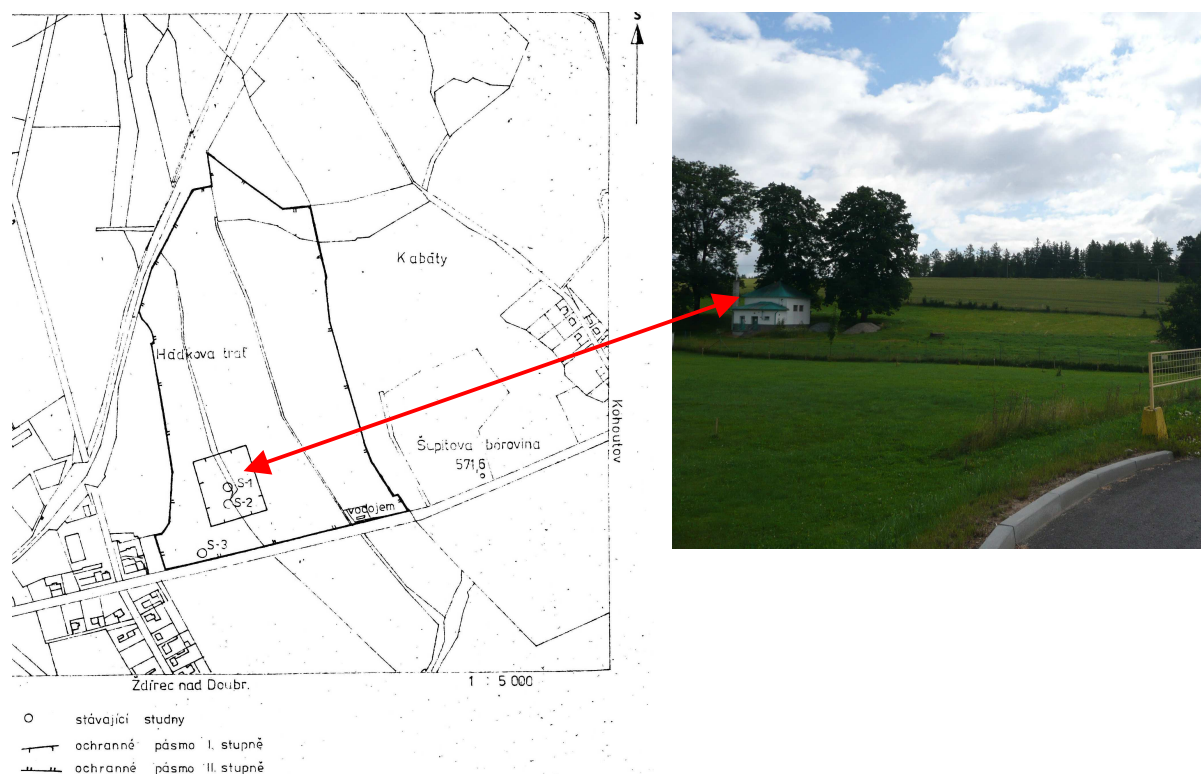 S
Kabáty
Hádkova trať
Kohoutov
Šupitova borovina
571,6
S-1
S-2
vodojem
S-3
Ždírec nad Doubr.
1 : 5 000
stávající studny
ochranné pásmo I. stupně
ochranné pásmo II. stupně